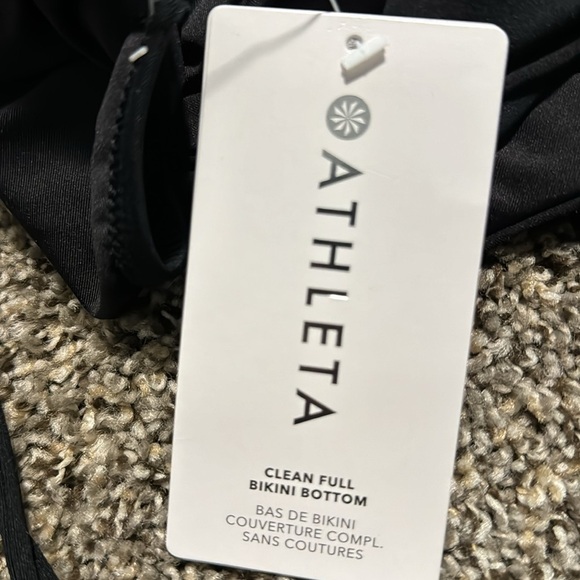 ATHLETA
CLEAN FULL
BIKINI BOTTOM
BAS DE BIKINI
COUVERTURE COMPL.
SANS COUTURES